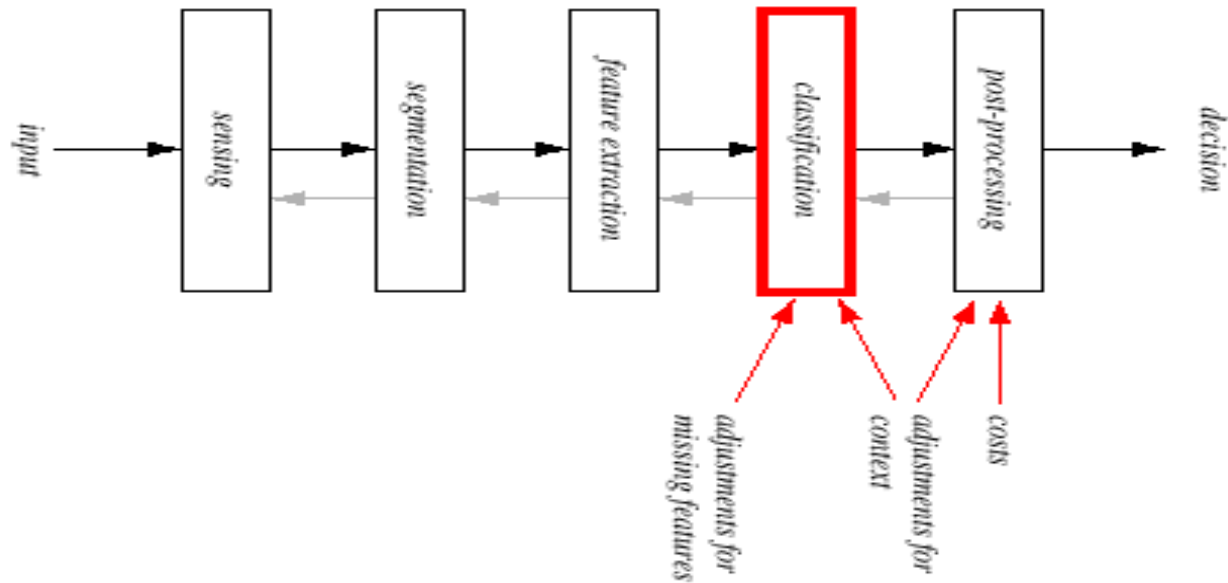 input
sensing
segmentation
feature extraction
classification
post-processing
decision
adjustments for
missing features
adjustments for
context
costs